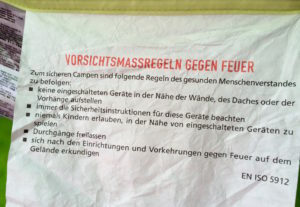 VORSICHTSMASSREGELN GEGEN FEUER
Zum sicheren Campen sind folgende Regeln des gesunden Menschenverstandes
zu befolgen:
▪ keine eingeschalteten Geräte in der Nähe der Wände, des Daches oder der
Vorhänge aufstellen
▪ immer die Sicherheitsinstruktionen für diese Geräte beachten
▪ niemals Kindern erlauben, in der Nähe von eingeschalteten Geräten zu
spielen
▪ Durchgänge freilassen
▪ sich nach den Einrichtungen und Vorkehrungen gegen Feuer auf dem
Gelände erkundigen
EN ISO 5912